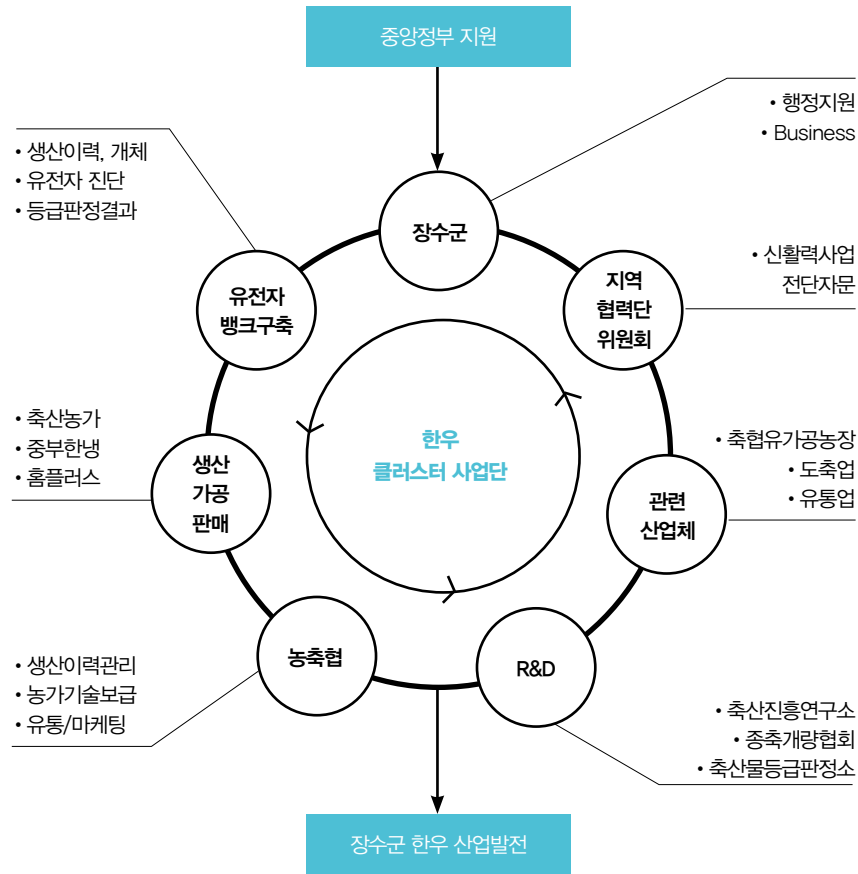 중앙정부 지원
• 행정지원
• Business
• 생산이력, 개체
• 유전자 진단
• 등급판정결과
장수군
• 신활력사업
전단자문
지역
협력단
위원회
유전자
뱅크구축
• 축산농가
• 중부한냉
• 홈플러스
한우
클러스터 사업단
• 축협유가공농장
• 도축업
• 유통업
생산
가공
판매
관련
산업체
농축협
R&D
• 생산이력관리
• 농가기술보급
• 유통/마케팅
• 축산진흥연구소
• 종축개량협회
• 축산물등급판정소
장수군 한우 산업발전